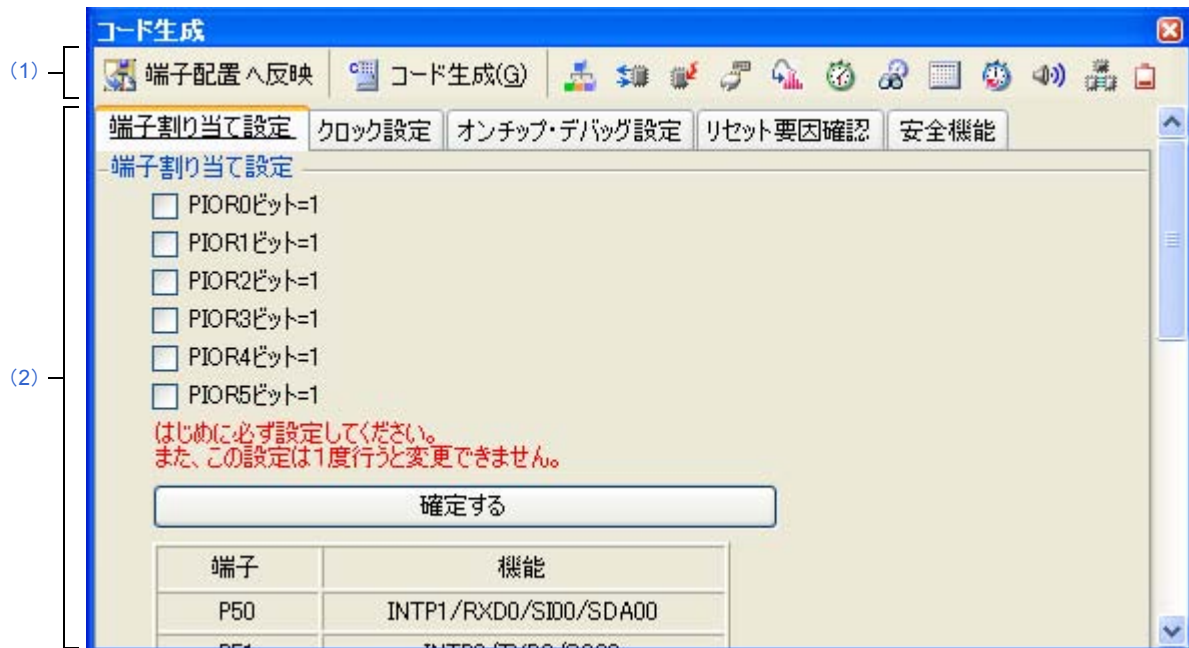 コード生成
(1)
端子配置へ反映 コード生成(G)
端子割り当て設定 クロック設定 オンチップ・デバッグ設定 リセット要因確認 安全機能
端子割り当て設定
PIOR0ビット=1
PIOR1ビット=1
PIOR2ビット=1
PIOR3ビット=1
(2)
PIOR4ビット=1
PIOR5ビット=1
はじめに必ず設定してください。
また、この設定は1度行うと変更できません。
確定する
端子 機能
P50 INTP1/RXD0/SI00/SDA00